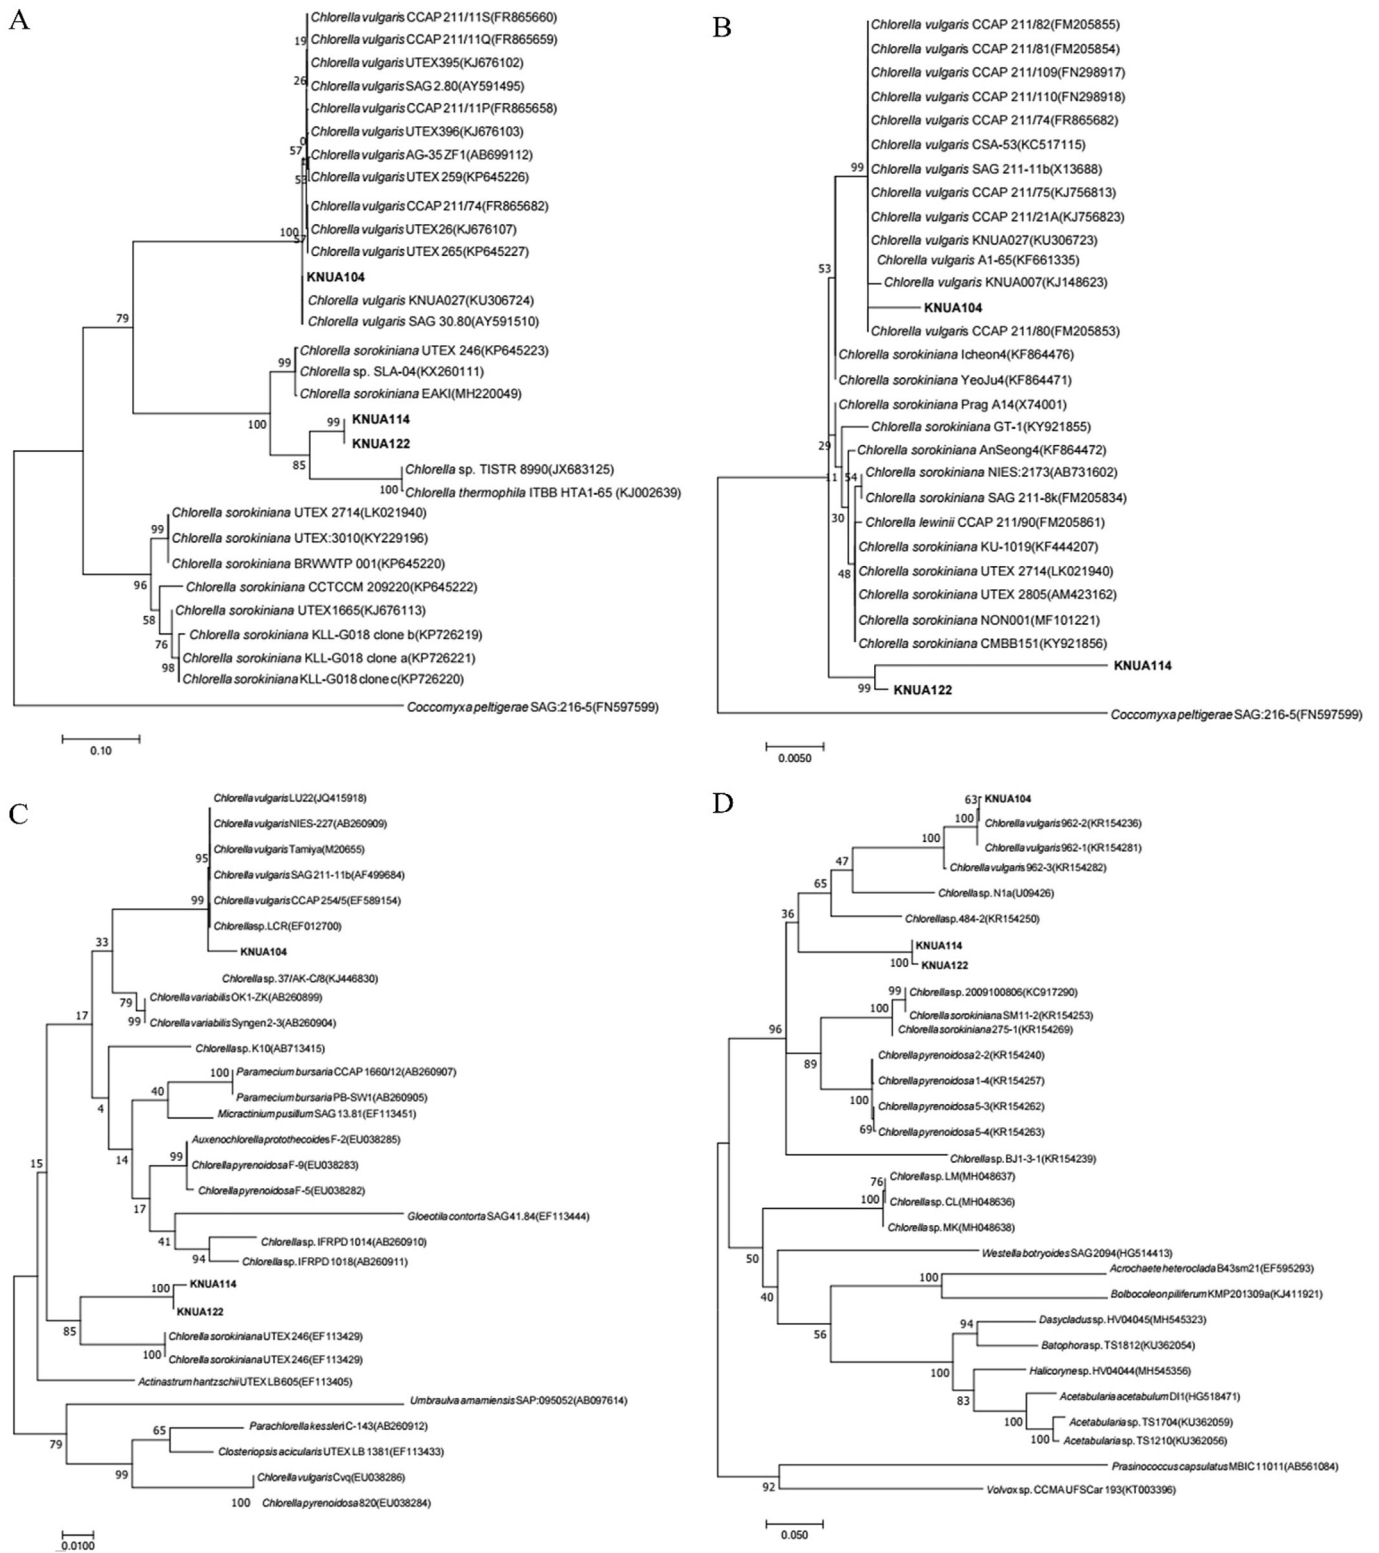 A
Chlorella vulgaris CCAP 211/11S(FR865660)
19
Chlorella vulgaris CCAP 211/11Q(FR865659)
Chlorella vulgaris UTEX395(KJ676102)
26
Chlorella vulgaris SAG 2.80(AY591495)
Chlorella vulgaris CCAP 211/11P(FR865658)
Chlorella vulgaris UTEX396(KJ676103)
0
57
Chlorella vulgaris AG-35 ZF1(AB699112)
53
Chlorella vulgaris UTEX 259(KP645226)
Chlorella vulgaris CCAP 211/74(FR865682)
100
Chlorella vulgaris UTEX26(KJ676107)
57
Chlorella vulgaris UTEX 265(KP645227)
KNUA104
Chlorella vulgaris KNUA027(KU306724)
79
Chlorella vulgaris SAG 30.80(AY591510)
Chlorella sorokiniana UTEX 246(KP645223)
99
Chlorella sp. SLA-04(KX260111)
Chlorella sorokiniana EAKI(MH220049)
100
99
KNUA114
KNUA122
85
Chlorella sp. TISTR 8990(JX683125)
100
Chlorella thermophila ITBB HTA1-65 (KJ002639)
Chlorella sorokiniana UTEX 2714(LK021940)
99
Chlorella sorokiniana UTEX:3010(KY229196)
Chlorella sorokiniana BRWWTP 001(KP645220)
96
Chlorella sorokiniana CCTCCM 209220(KP645222)
Chlorella sorokiniana UTEX1665(KJ676113)
58
Chlorella sorokiniana KLL-G018 clone b(KP726219)
76
Chlorella sorokiniana KLL-G018 clone a(KP726221)
98
Chlorella sorokiniana KLL-G018 clone c(KP726220)
Coccomyxa peltigerae SAG:216-5(FN597599)
0.10
B
Chlorella vulgaris CCAP 211/82(FM205855)
Chlorella vulgaris CCAP 211/81(FM205854)
Chlorella vulgaris CCAP 211/109(FN298917)
Chlorella vulgaris CCAP 211/110(FN298918)
Chlorella vulgaris CCAP 211/74(FR865682)
Chlorella vulgaris CSA-53(KC517115)
99
Chlorella vulgaris SAG 211-11b(X13688)
Chlorella vulgaris CCAP 211/75(KJ756813)
Chlorella vulgaris CCAP 211/21A(KJ756823)
Chlorella vulgaris KNUA027(KU306723)
Chlorella vulgaris A1-65(KF661335)
53
Chlorella vulgaris KNUA007(KJ148623)
KNUA104
Chlorella vulgaris CCAP 211/80(FM205853)
Chlorella sorokiniana Icheon4(KF864476)
Chlorella sorokiniana YeoJu4(KF864471)
Chlorella sorokiniana Prag A14(X74001)
Chlorella sorokiniana GT-1(KY921855)
29
Chlorella sorokiniana AnSeong4(KF864472)
11
54
Chlorella sorokiniana NIES:2173(AB731602)
Chlorella sorokiniana SAG 211-8k(FM205834)
30
Chlorella lewinii CCAP 211/90(FM205861)
Chlorella sorokiniana KU-1019(KF444207)
48
Chlorella sorokiniana UTEX 2714(LK021940)
Chlorella sorokiniana UTEX 2805(AM423162)
Chlorella sorokiniana NON001(MF101221)
Chlorella sorokiniana CMBB151(KY921856)
KNUA114
99
KNUA122
Coccomyxa peltigerae SAG:216-5(FN597599)
0.0050
C
Chlorella vulgaris LU22(JQ415918)
Chlorella vulgaris NIES-227(AB260909)
Chlorella vulgaris Tamiya(M20655)
95
Chlorella vulgaris SAG 211-11b(AF499684)
99
Chlorella vulgaris CCAP 254/5(EF589154)
Chlorella sp. LCR(EF012700)
33
KNUA104
Chlorella sp. 37/AK-C/8(KJ446830)
79
Chlorella variabilis OK1-ZK(AB260899)
17
99
Chlorella variabilis Syngen 2-3(AB260904)
Chlorella sp. K10(AB713415)
100
Paramecium bursaria CCAP 1660/12(AB260907)
40
Paramecium bursaria PB-SW1(AB260905)
4
Micractinium pusillum SAG 13.81(EF113451)
Auxenochlorella protothecoides F-2(EU038285)
99
15
14
Chlorella pyrenoidosa F-9(EU038283)
Chlorella pyrenoidosa F-5(EU038282)
17
Gloeotila contorta SAG 41.84(EF113444)
41
Chlorella sp. IFRPD 1014(AB260910)
94
Chlorella sp. IFRPD 1018(AB260911)
100
KNUA114
KNUA122
85
Chlorella sorokiniana UTEX 246(EF113429)
100
Chlorella sorokiniana UTEX 246(EF113429)
Actinastrum hantzschii UTEX LB 605(EF113405)
Umbraulva amamiensis SAP:095052(AB097614)
65
Parachlorella kessleri C-143(AB260912)
79
Closteriopsis acicularis UTEX LB 1381(EF113433)
99
Chlorella vulgaris Cvq(EU038286)
100
Chlorella pyrenoidosa 820(EU038284)
0.0100
D
63
KNUA104
100
Chlorella vulgaris 962-2(KR154236)
100
Chlorella vulgaris 962-1(KR154281)
47
Chlorella vulgaris 962-3(KR154282)
65
Chlorella sp. N1a(U09426)
36
Chlorella sp. 484-2(KR154250)
KNUA114
100
KNUA122
99
Chlorella sp. 2009100806(KC917290)
100
Chlorella sorokiniana SM11-2(KR154253)
96
Chlorella sorokiniana 275-1(KR154269)
Chlorella pyrenoidosa 2-2(KR154240)
89
Chlorella pyrenoidosa 1-4(KR154257)
100
Chlorella pyrenoidosa 5-3(KR154262)
69
Chlorella pyrenoidosa 5-4(KR154263)
Chlorella sp. BJ1-3-1(KR154239)
76
Chlorella sp. LM(MH048637)
100
Chlorella sp. CL(MH048636)
Chlorella sp. MK(MH048638)
50
Westella botryoides SAG 2094(HG514413)
100
Acrochaete heteroclada B43sm21(EF595293)
40
Bolbocoleon piliferum KMP201309a(KJ411921)
56
94
Dasycladus sp. HV04045(MH545323)
Batophora sp. TS1812(KU362054)
100
Halicoryne sp. HV04044(MH545356)
83
Acetabularia acetabulum DI1(HG518471)
100
Acetabularia sp. TS1704(KU362059)
100
Acetabularia sp. TS1210(KU362056)
Prasinococcus capsulatus MBIC 11011(AB561084)
92
Volvox sp. CCMA UFSCar 193(KT003396)
0.050